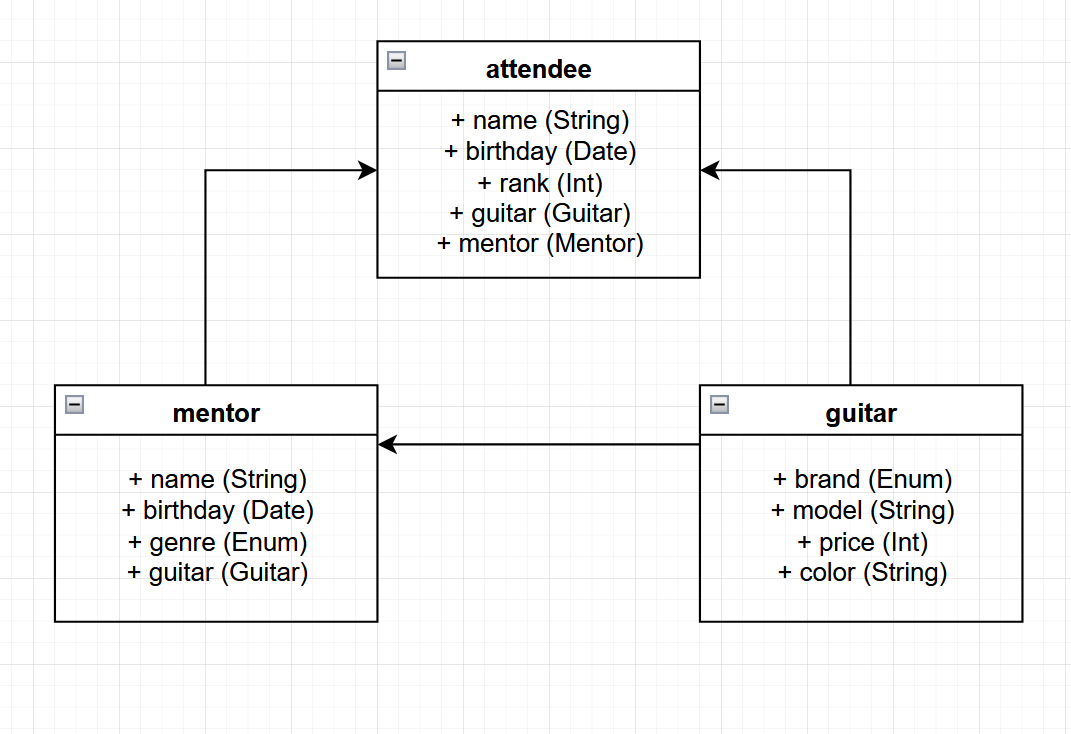 attendee
+ name (String)
+ birthday (Date)
+ rank (Int)
+ guitar (Guitar)
+ mentor (Mentor)
mentor
+ name (String)
+ birthday (Date)
+ genre (Enum)
+ guitar (Guitar)
guitar
+ brand (Enum)
+ model (String)
+ price (Int)
+ color (String)